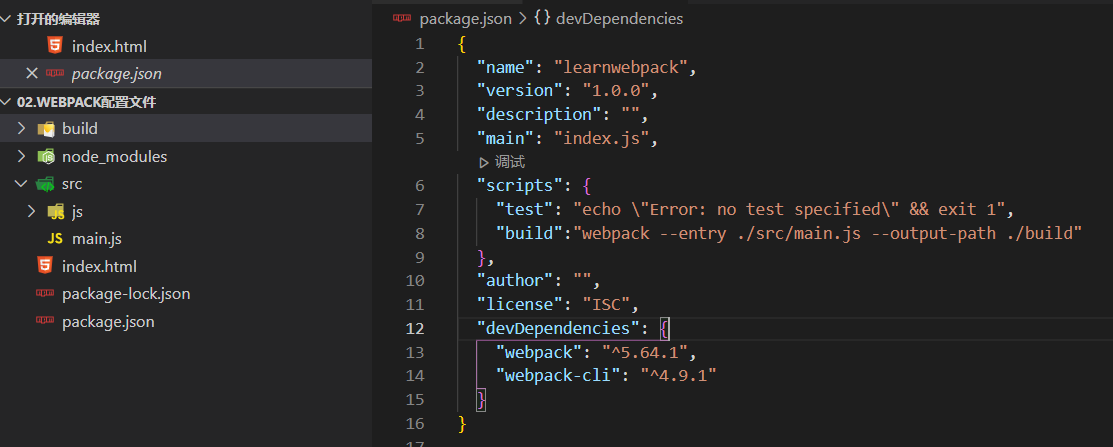 打开的编辑器
index.html
package.json
02.WEBPACK配置文件
build
node_modules
src
js
JS main.js
index.html
package-lock.json
package.json
package.json > {} devDependencies
1 {
2 "name": "learnwebpack",
3 "version": "1.0.0",
4 "description": "",
5 "main": "index.js",
调试
6 "scripts": {
7 "test": "echo \"Error: no test specified\" && exit 1",
8 "build":"webpack --entry ./src/main.js --output-path ./build"
9 },
10 "author": "",
11 "license": "ISC",
12 "devDependencies": {
13 "webpack": "^5.64.1",
14 "webpack-cli": "^4.9.1"
15 }
16 }
17